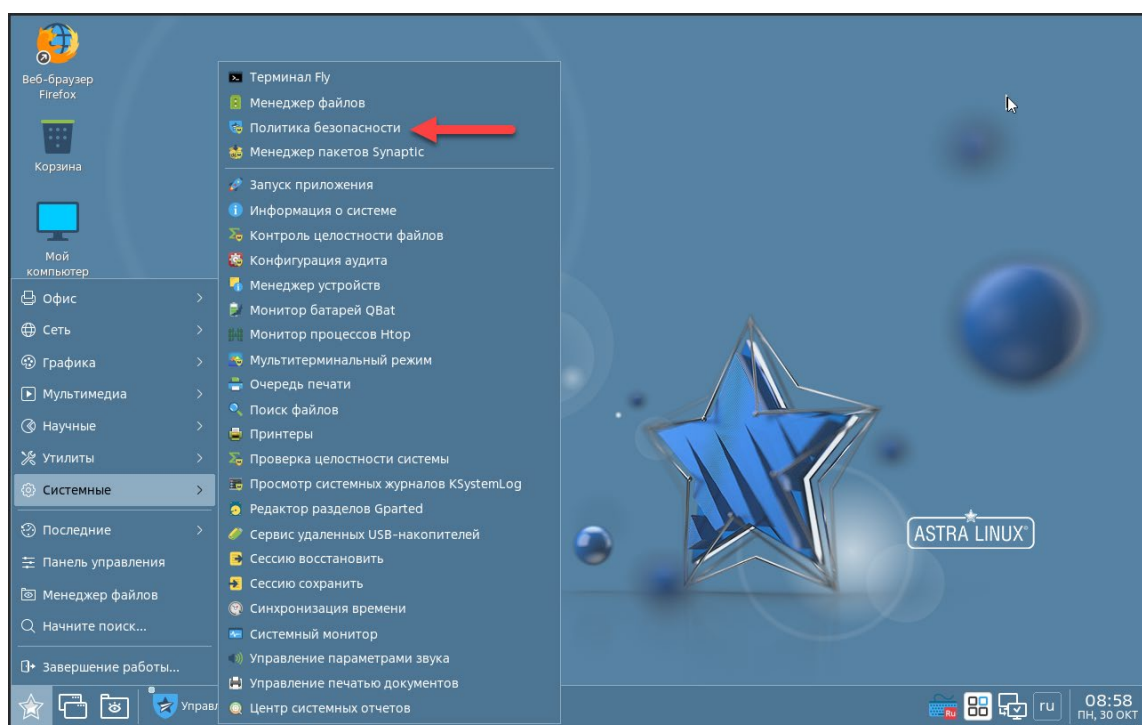 Веб-браузер
Firefox
Корзина
Мой
компьютер
Терминал Fly
Менеджер файлов
Политика безопасности
Менеджер пакетов Synaptic
Запуск приложения
Информация о системе
Контроль целостности файлов
Конфигурация аудита
Менеджер устройств
Монитор батарей QBat
Монитор процессов Htop
Мультитерминальный режим
Очередь печати
Поиск файлов
Принтеры
Проверка целостности системы
Просмотр системных журналов KSystemLog
Редактор разделов Gparted
Сервис удаленных USB-накопителей
Сессию восстановить
Сессию сохранить
Синхронизация времени
Системный монитор
Управление параметрами звука
Управление печатью документов
Центр системных отчетов
Офис
Сеть
Графика
Мультимедиа
Научные
Утилиты
Системные
Последние
Панель управления
Менеджер файлов
Начните поиск...
Завершение работы...
ASTRA LINUX®
Управл
Ru
ru
08:58
ПН, 30 ОКТ